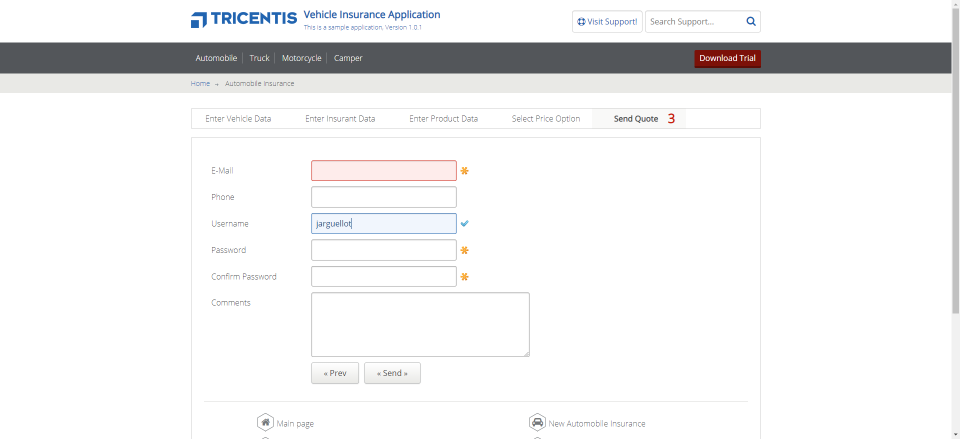 TRICENTIS Vehicle Insurance Application
This is a sample application. Version 1.0.1
Visit Support! Search Support...
Automobile Truck Motorcycle Camper Download Trial
Home → Automobile Insurance
Enter Vehicle Data Enter Insurant Data Enter Product Data Select Price Option Send Quote 3
E-Mail
Phone
Username jarguellot
Password
Confirm Password
Comments
« Prev « Send »
Main page New Automobile Insurance